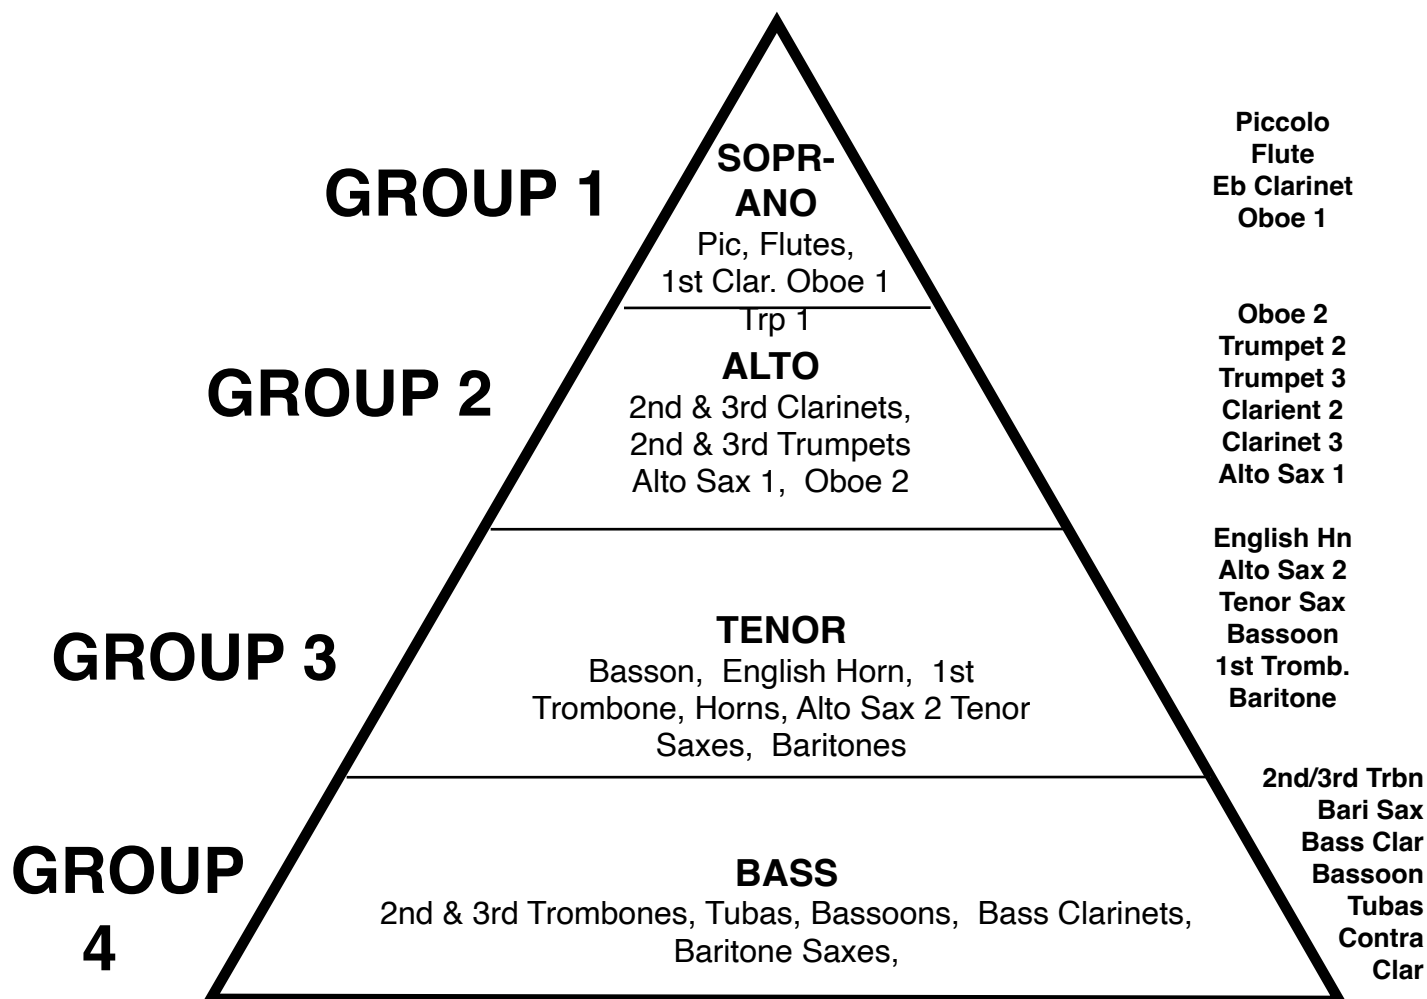 GROUP 1
SOPR-
ANO
Pic, Flutes,
1st Clar. Oboe 1
Trp 1
Piccolo
Flute
Eb Clarinet
Oboe 1
GROUP 2
ALTO
2nd & 3rd Clarinets,
2nd & 3rd Trumpets
Alto Sax 1, Oboe 2
Oboe 2
Trumpet 2
Trumpet 3
Clarient 2
Clarinet 3
Alto Sax 1
GROUP 3
TENOR
Basson, English Horn, 1st
Trombone, Horns, Alto Sax 2 Tenor
Saxes, Baritones
English Hn
Alto Sax 2
Tenor Sax
Bassoon
1st Tromb.
Baritone
GROUP
4
BASS
2nd & 3rd Trombones, Tubas, Bassoons, Bass Clarinets,
Baritone Saxes,
2nd/3rd Trbn
Bari Sax
Bass Clar
Bassoon
Tubas
Contra
Clar